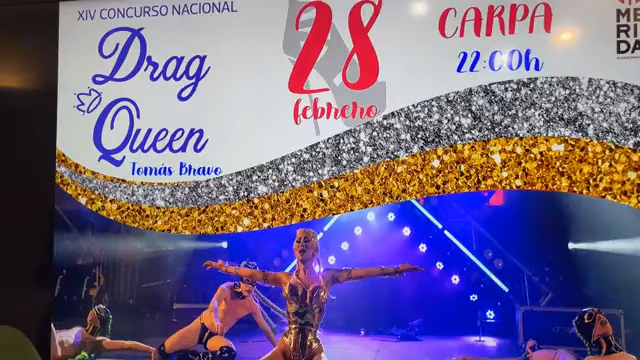 XIV CONCURSO NACIONAL
Drag
Queen
Tomás Bravo
28
febrero
CARPA
22:00h
ME
RI
DA